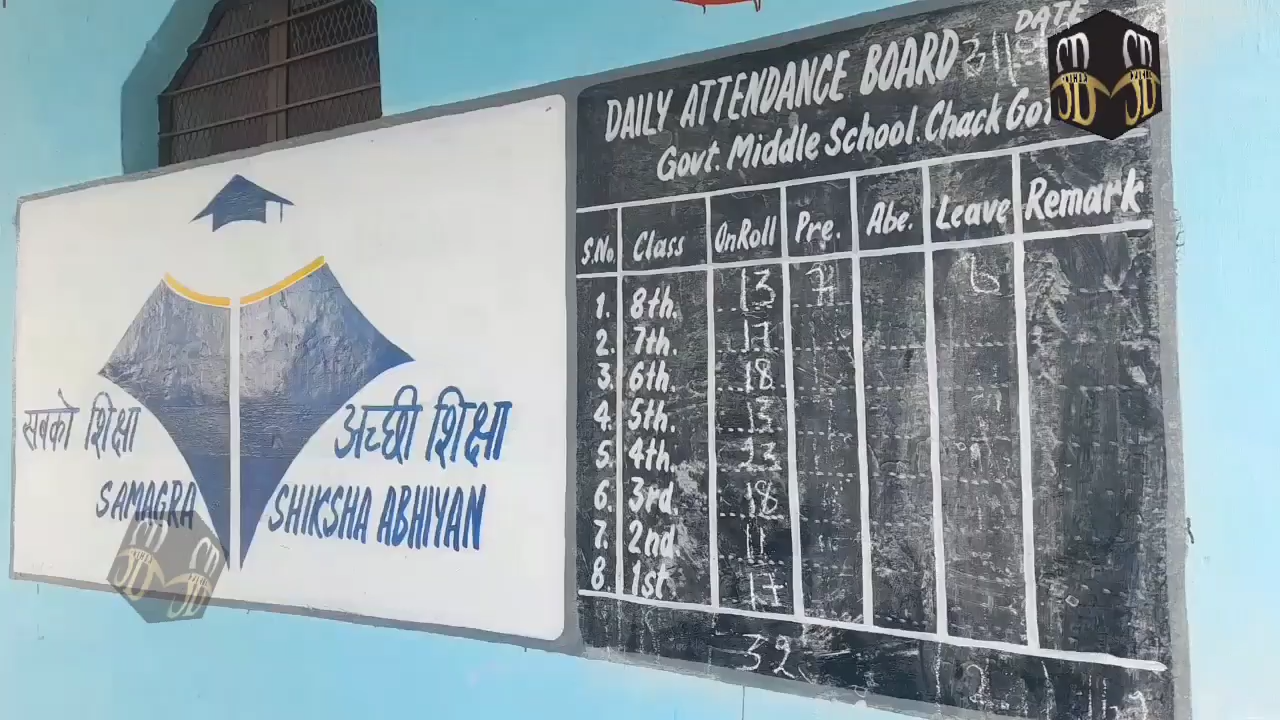 सबको शिक्षा
अच्छी शिक्षा
SAMAGRA SHIKSHA ABHIYAN
DATE
DAILY ATTENDANCE BOARD
Govt. Middle School. Chack
S.No. Class OnRoll Pre. Abe. Leave Remark
1. 8th. 13 7 6
2. 7th. 17
3. 6th. 18
4. 5th. 13
5. 4th. 23
6. 3rd. 18
7. 2nd. 11
8. 1st. 17
32